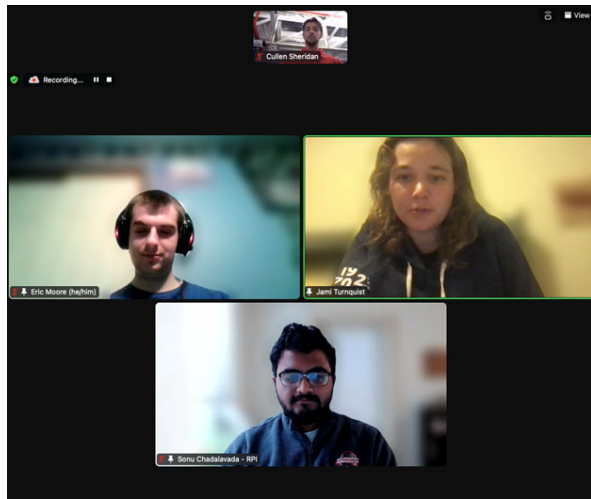 View
Cullen Sheridan
Recording...
Eric Moore (he/him)
Jami Turnquist
Sonu Chadalavada - RPI